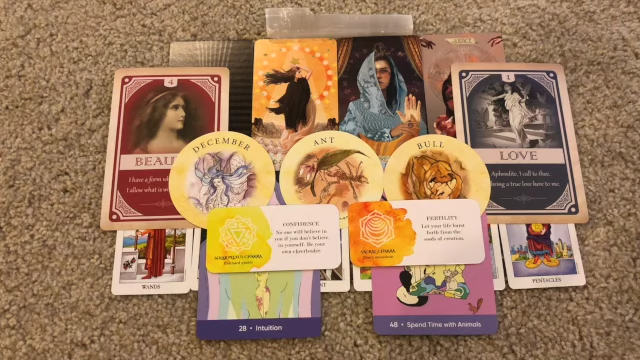 4
BEAU
I have a form
I allow what is
1
LOVE
Aphrodite, I call to thee.
a true love here to me.
DECEMBER
ANT
BULL
CONFIDENCE
No one will believe in
you if you don't believe
in yourself. Be your
own cheerleader.
FERTILITY
Let your life burst
forth from the
seeds of creation.
SACRAL CHAKRA
WANDS
NT
PENTACLES
28 • Intuition
48 • Spend Time with Animals